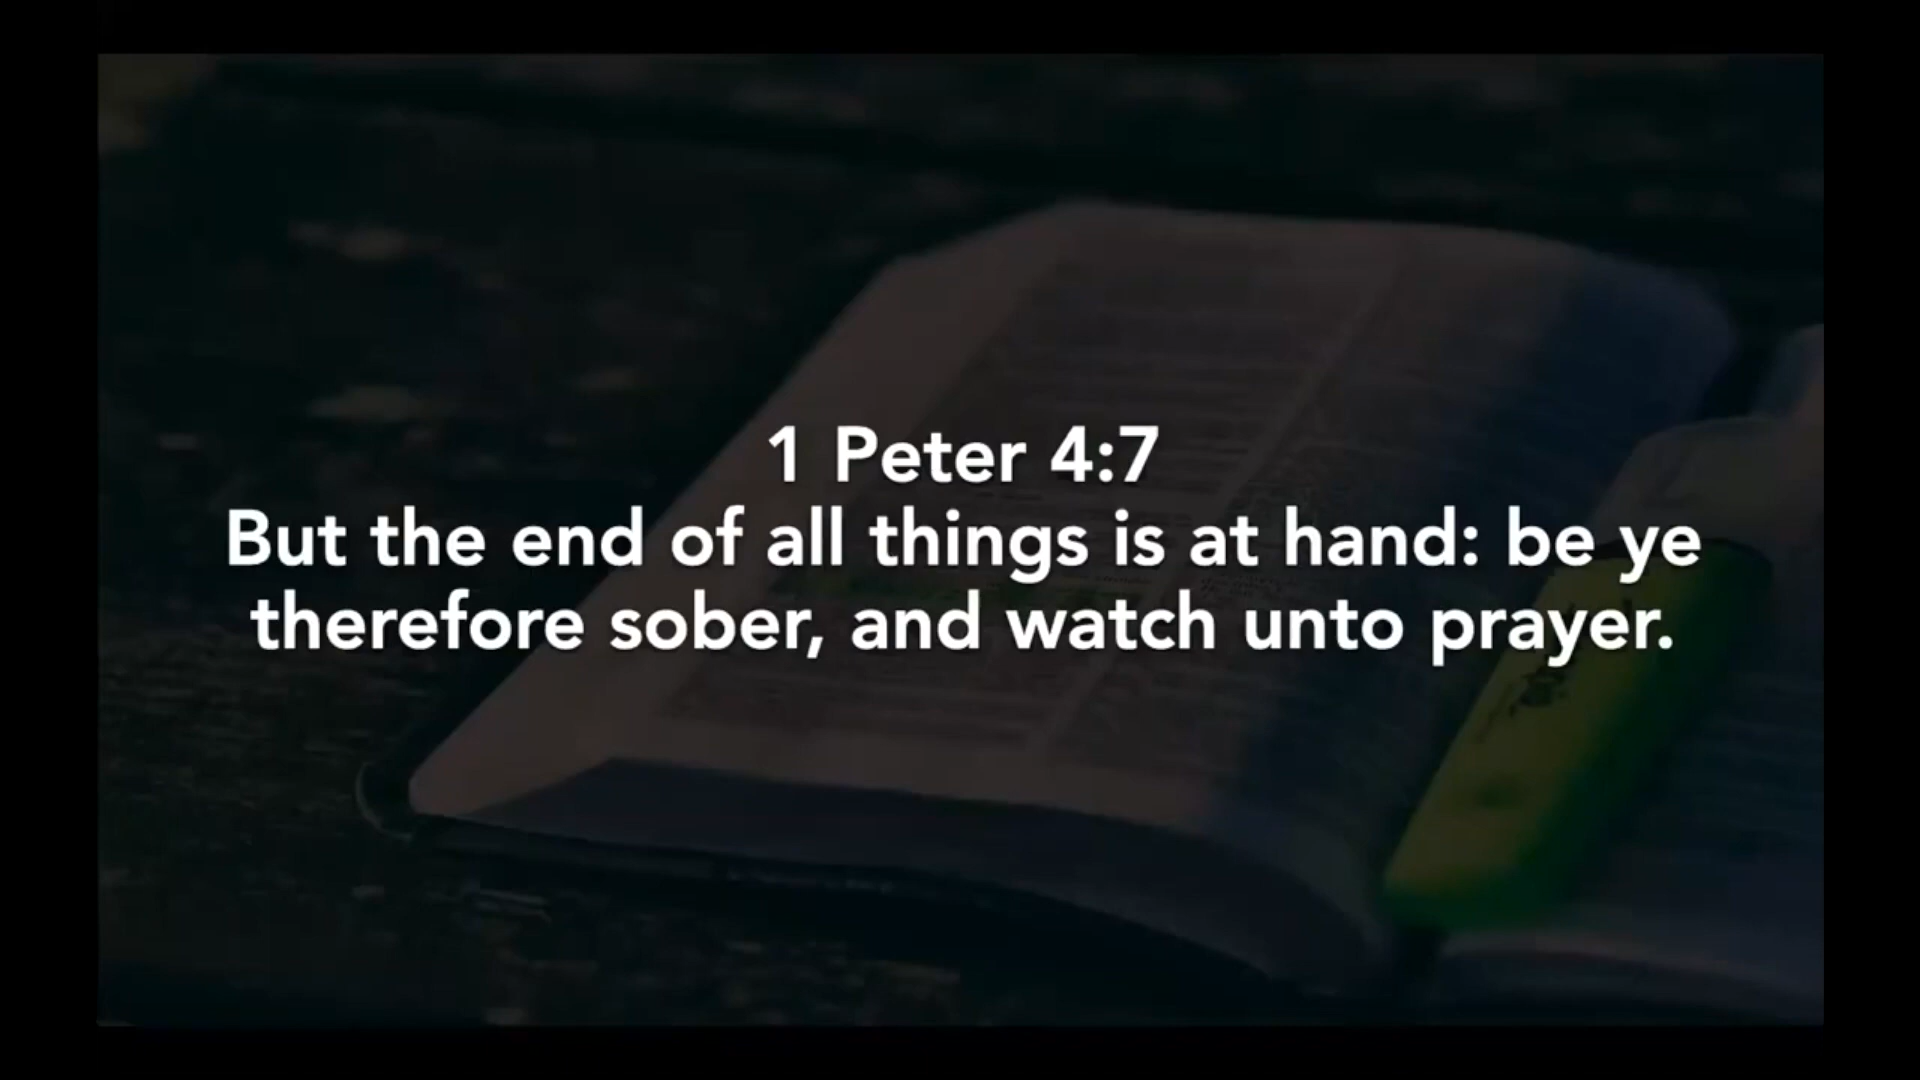 1 Peter 4:7
But the end of all things is at hand: be ye
therefore sober, and watch unto prayer.